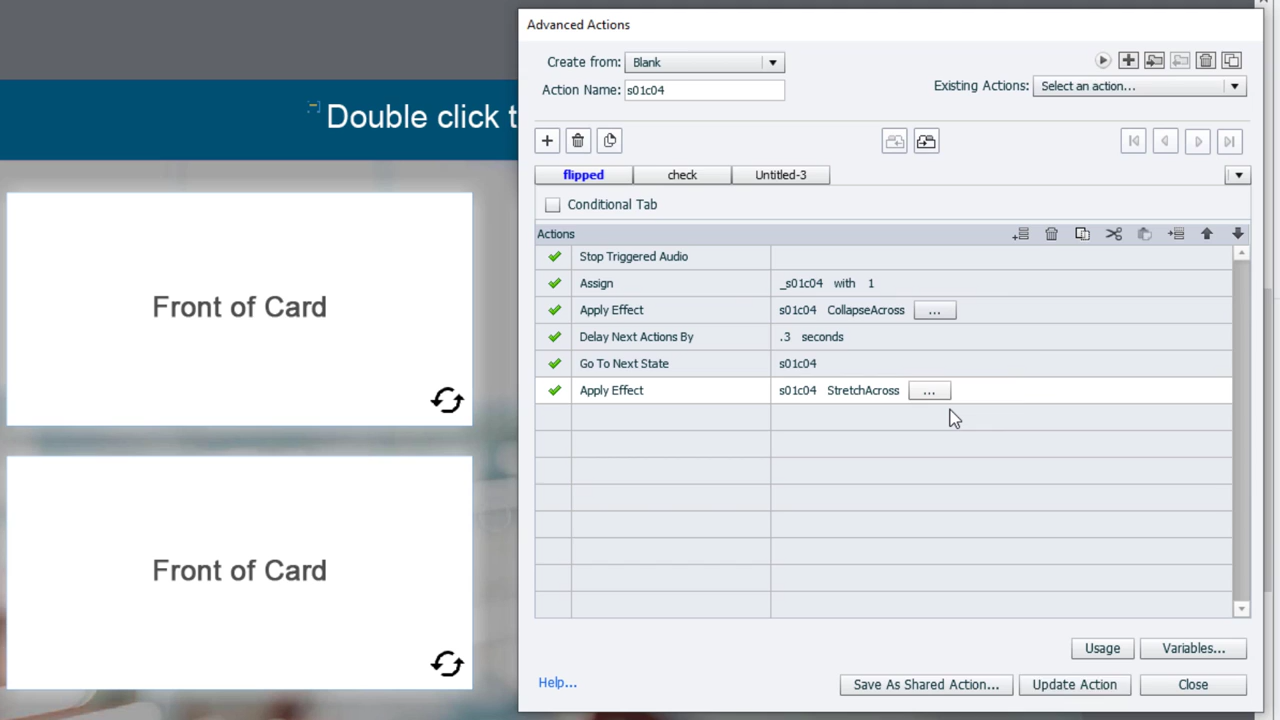 Advanced Actions
Create from: Blank
Action Name: s01c04
Existing Actions: Select an action...
Double click t
flipped check Untitled-3
Conditional Tab
Actions
Stop Triggered Audio
Assign _s01c04 with 1
Apply Effect s01c04 CollapseAcross ...
Delay Next Actions By .3 seconds
Go To Next State s01c04
Apply Effect s01c04 StretchAcross ...
Front of Card
Front of Card
Usage Variables...
Help... Save As Shared Action... Update Action Close